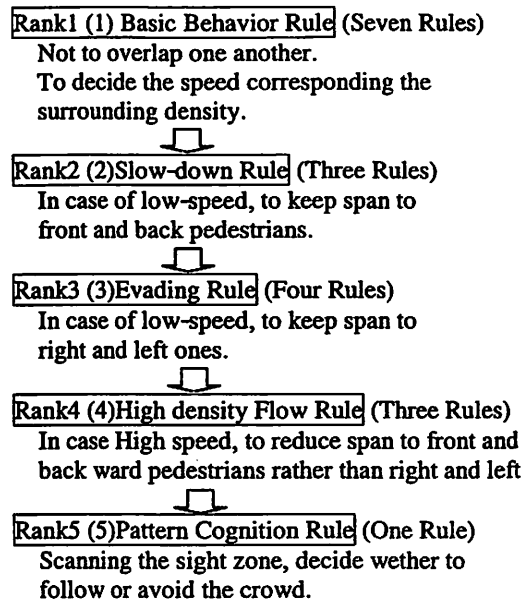 Rank1 (1) Basic Behavior Rule (Seven Rules)
Not to overlap one another.
To decide the speed corresponding the
surrounding density.
Rank2 (2)Slow-down Rule (Three Rules)
In case of low-speed, to keep span to
front and back pedestrians.
Rank3 (3)Evading Rule (Four Rules)
In case of low-speed, to keep span to
right and left ones.
Rank4 (4)High density Flow Rule (Three Rules)
In case High speed, to reduce span to front and
back ward pedestrians rather than right and left
Rank5 (5)Pattern Cognition Rule (One Rule)
Scanning the sight zone, decide wether to
follow or avoid the crowd.